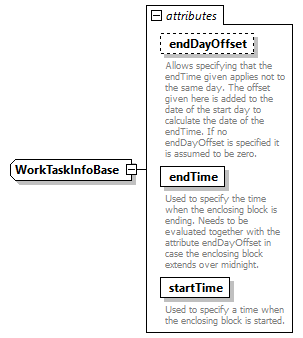 attributes
endDayOffset
Allows specifying that the
endTime given applies not to
the same day. The offset
given here is added to the
date of the start day to
calculate the date of the
endTime. If no
endDayOffset is specified it
is assumed to be zero.
WorkTaskInfoBase
endTime
Used to specify the time
when the enclosing block is
ending. Needs to be
evaluated together with the
attribute endDayOffset in
case the enclosing block
extends over midnight.
startTime
Used to specify a time when
the enclosing block is started.